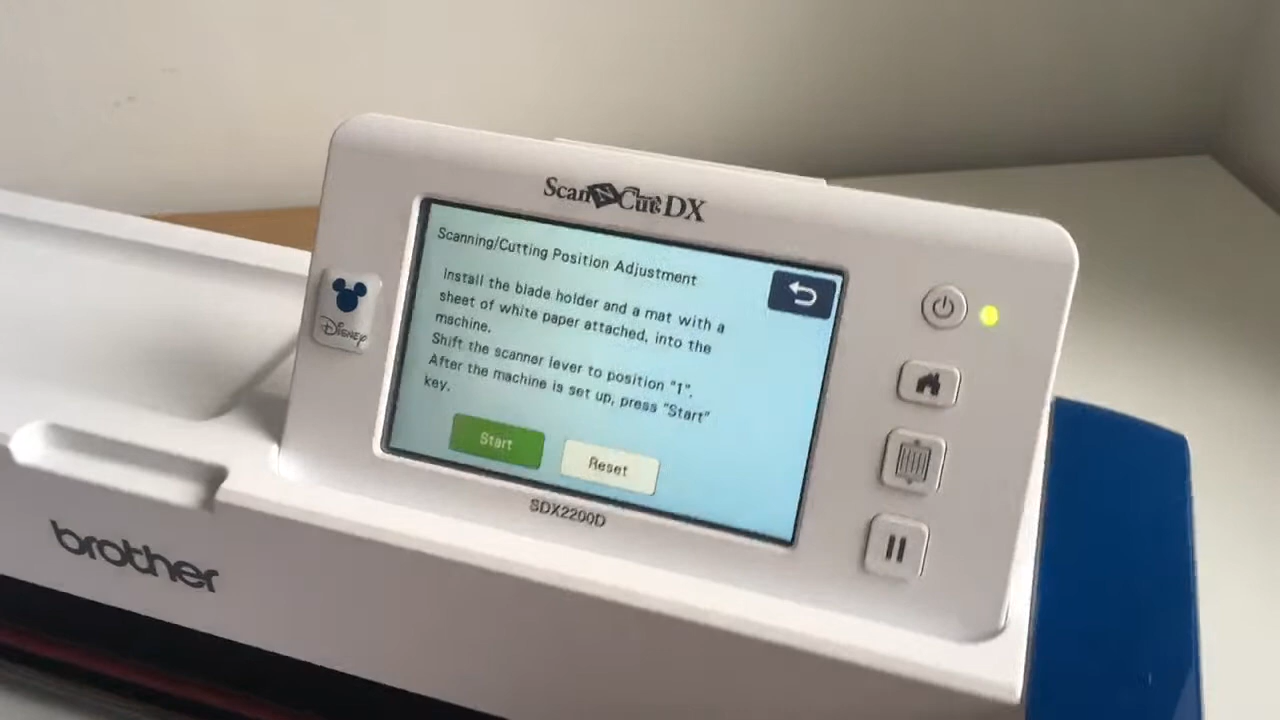 ScanNCut DX
Scanning/Cutting Position Adjustment
Install the blade holder and a mat with a
sheet of white paper attached, into the
machine.
Shift the scanner lever to position "1".
After the machine is set up, press "Start"
key.
Start
Reset
Disney
SDX2200D
brother